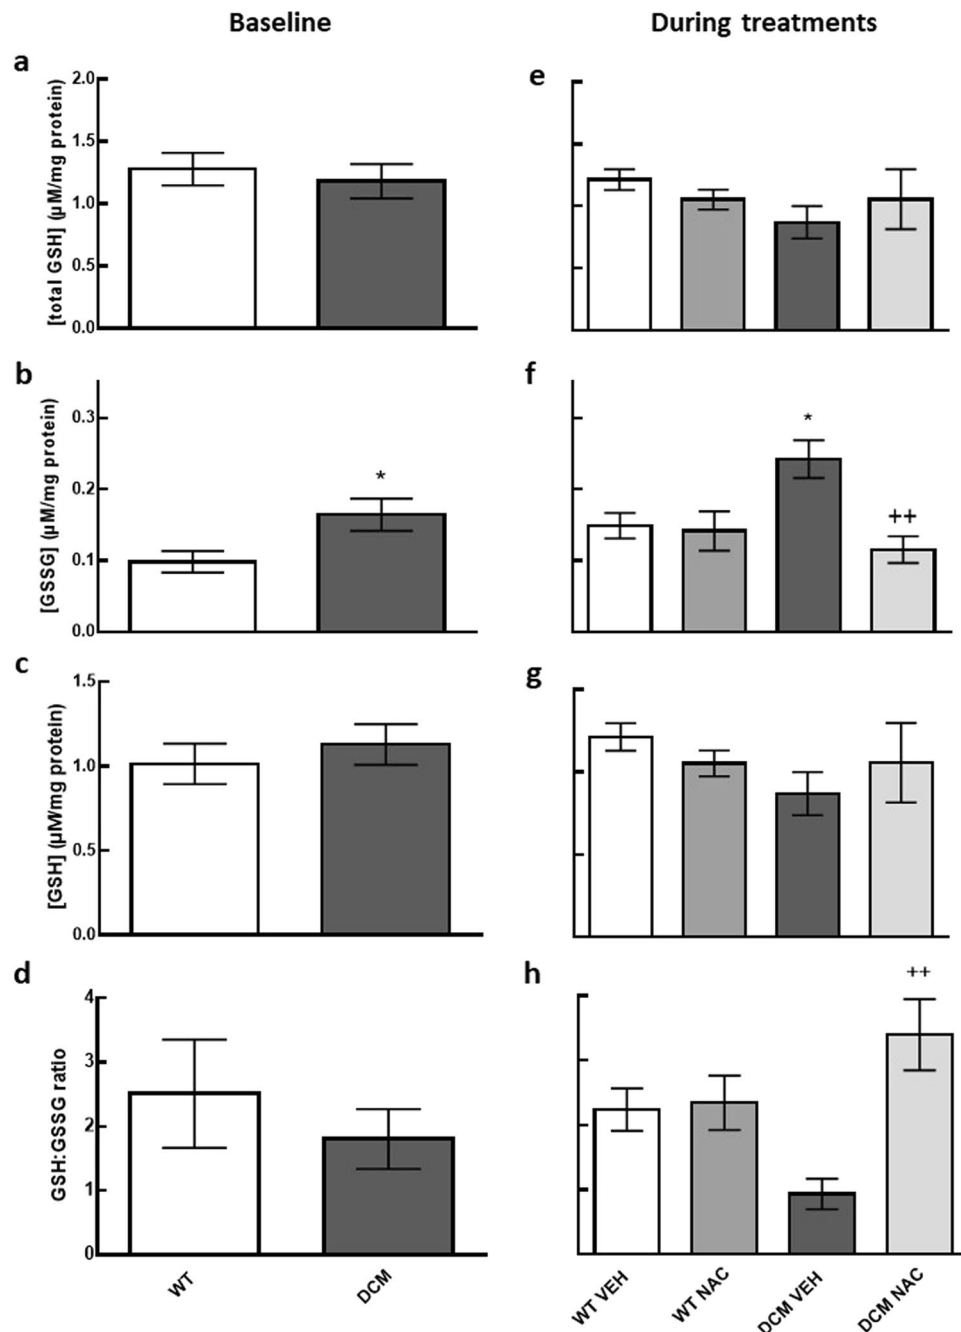 Baseline
During treatments
a
[total GSH] (µM/mg protein)
2.0
1.5
1.0
0.5
0.0
e
b
[GSSG] (µM/mg protein)
0.3
0.2
0.1
0.0
*
f
*
++
c
[GSH] (µM/mg protein)
1.5
1.0
0.5
0.0
g
d
GSH:GSSG ratio
4
3
2
1
0
WT
DCM
h
++
WT VEH
WT NAC
DCM VEH
DCM NAC